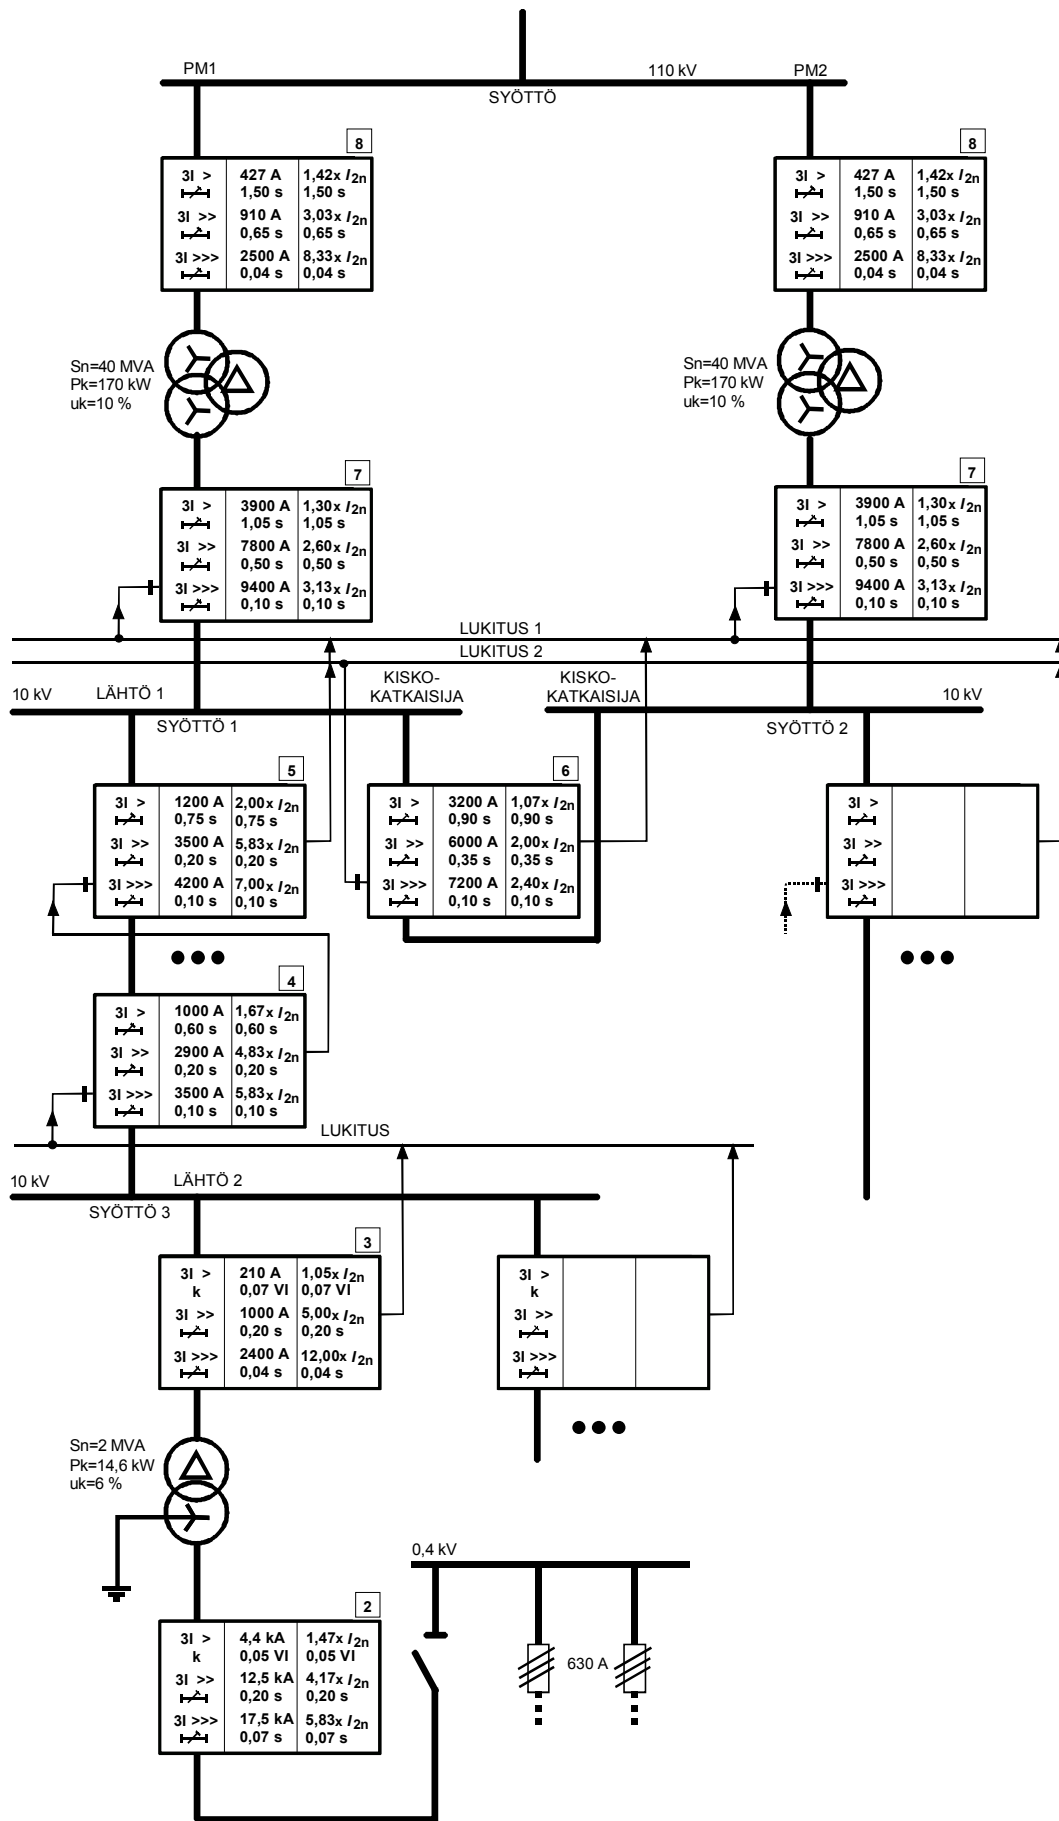 PM1
110 kV
PM2
SYÖTTÖ
8
3I > 427 A 1,42x I2n
1,50 s 1,50 s
3I >> 910 A 3,03x I2n
0,65 s 0,65 s
3I >>> 2500 A 8,33x I2n
0,04 s 0,04 s
8
3I > 427 A 1,42x I2n
1,50 s 1,50 s
3I >> 910 A 3,03x I2n
0,65 s 0,65 s
3I >>> 2500 A 8,33x I2n
0,04 s 0,04 s
Sn=40 MVA
Pk=170 kW
uk=10 %
Sn=40 MVA
Pk=170 kW
uk=10 %
7
3I > 3900 A 1,30x I2n
1,05 s 1,05 s
3I >> 7800 A 2,60x I2n
0,50 s 0,50 s
3I >>> 9400 A 3,13x I2n
0,10 s 0,10 s
7
3I > 3900 A 1,30x I2n
1,05 s 1,05 s
3I >> 7800 A 2,60x I2n
0,50 s 0,50 s
3I >>> 9400 A 3,13x I2n
0,10 s 0,10 s
LUKITUS 1
LUKITUS 2
10 kV
LÄHTÖ 1
KISKO-
KATKAISIJA
KISKO-
KATKAISIJA
10 kV
SYÖTTÖ 1
SYÖTTÖ 2
5
3I > 1200 A 2,00x I2n
0,75 s 0,75 s
3I >> 3500 A 5,83x I2n
0,20 s 0,20 s
3I >>> 4200 A 7,00x I2n
0,10 s 0,10 s
6
3I > 3200 A 1,07x I2n
0,90 s 0,90 s
3I >> 6000 A 2,00x I2n
0,35 s 0,35 s
3I >>> 7200 A 2,40x I2n
0,10 s 0,10 s
3I >
3I >>
3I >>>
4
3I > 1000 A 1,67x I2n
0,60 s 0,60 s
3I >> 2900 A 4,83x I2n
0,20 s 0,20 s
3I >>> 3500 A 5,83x I2n
0,10 s 0,10 s
LUKITUS
10 kV
LÄHTÖ 2
SYÖTTÖ 3
3
3I > 210 A 1,05x I2n
k 0,07 VI 0,07 VI
3I >> 1000 A 5,00x I2n
0,20 s 0,20 s
3I >>> 2400 A 12,00x I2n
0,04 s 0,04 s
3I >
k
3I >>
3I >>>
Sn=2 MVA
Pk=14,6 kW
uk=6 %
0,4 kV
2
3I > 4,4 kA 1,47x I2n
k 0,05 VI 0,05 VI
3I >> 12,5 kA 4,17x I2n
0,20 s 0,20 s
3I >>> 17,5 kA 5,83x I2n
0,07 s 0,07 s
630 A